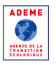 ADEME
AGENCE DE LA
TRANSITION
ÉCOLOGIQUE